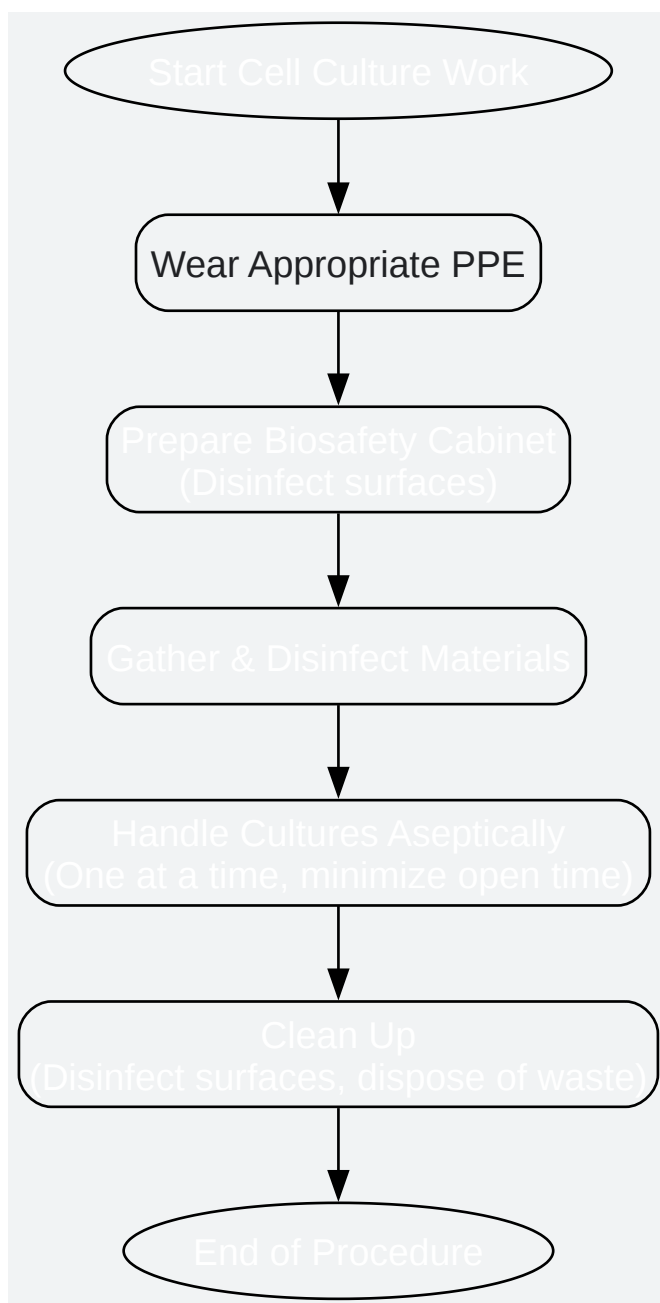 Start Cell Culture Work
Wear Appropriate PPE
Prepare Biosafety Cabinet
(Disinfect surfaces)
Gather & Disinfect Materials
Handle Cultures Aseptically
(One at a time, minimize open time)
Clean Up
(Disinfect surfaces, dispose of waste)
End of Procedure